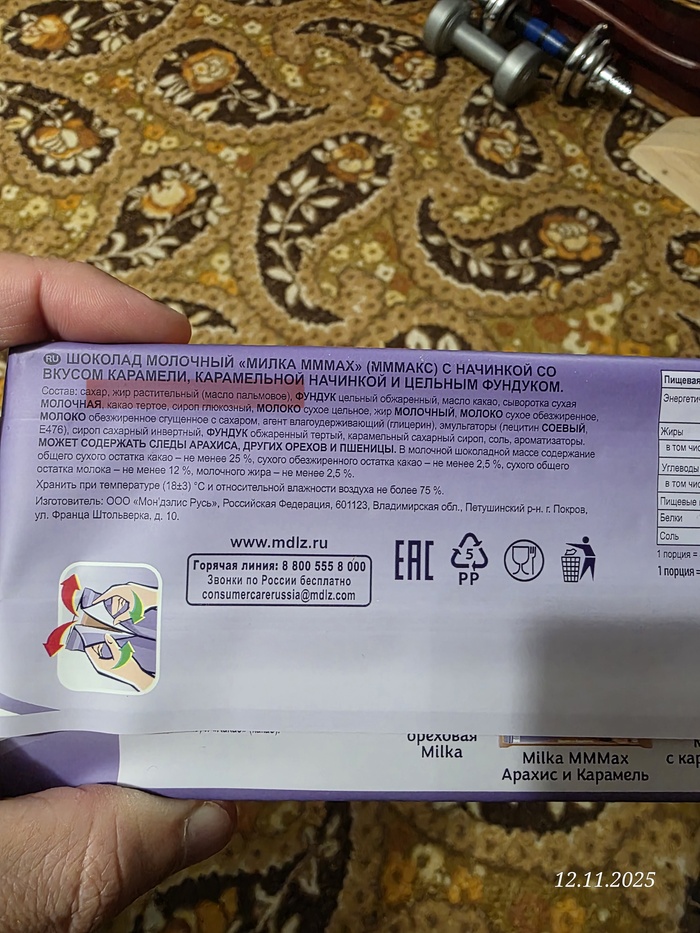 RU ШОКОЛАД МОЛОЧНЫЙ «МИЛКА МММАХ» (МММАКС) С НАЧИНКОЙ СО
ВКУСОМ КАРАМЕЛИ, КАРАМЕЛЬНОЙ НАЧИНКОЙ И ЦЕЛЬНЫМ ФУНДУКОМ.
Состав: сахар, жир растительный (масло пальмовое), ФУНДУК цельный обжаренный, масло какао, сыворотка сухая
МОЛОЧНАЯ, какао тертое, сироп глюкозный, МОЛОКО сухое цельное, жир МОЛОЧНЫЙ, МОЛОКО сухое обезжиренное,
МОЛОКО обезжиренное сгущенное с сахаром, агент влагоудерживающий (глицерин), эмульгаторы (лецитин СОЕВЫЙ,
Е476), сироп сахарный инвертный, ФУНДУК обжаренный тертый, карамельный сахарный сироп, соль, ароматизаторы.
МОЖЕТ СОДЕРЖАТЬ СЛЕДЫ АРАХИСА, ДРУГИХ ОРЕХОВ И ПШЕНИЦЫ. В молочной шоколадной массе содержание
общего сухого остатка какао – не менее 25 %, сухого обезжиренного остатка какао – не менее 2,5 %, сухого общего
остатка молока – не менее 12 %, молочного жира – не менее 2,5 %.
Хранить при температуре (18±3) °С и относительной влажности воздуха не более 75 %.
Изготовитель: ООО «Мон'дэлис Русь», Российская Федерация, 601123, Владимирская обл., Петушинский р-н. г. Покров,
ул. Франца Штольверка, д. 10.
www.mdlz.ru
Горячая линия: 8 800 555 8 000
Звонки по России бесплатно
consumercarerussia@mdlz.com
EAC
5
PP
Пищевая
Энергети
Жиры
в том чис
Углеводы
в том чис
Пищевые
Белки
Соль
1 порция =
1 порция =
ореховая
Milka
Milka MMMax
Арахис и Карамель
с кар
12.11.2025